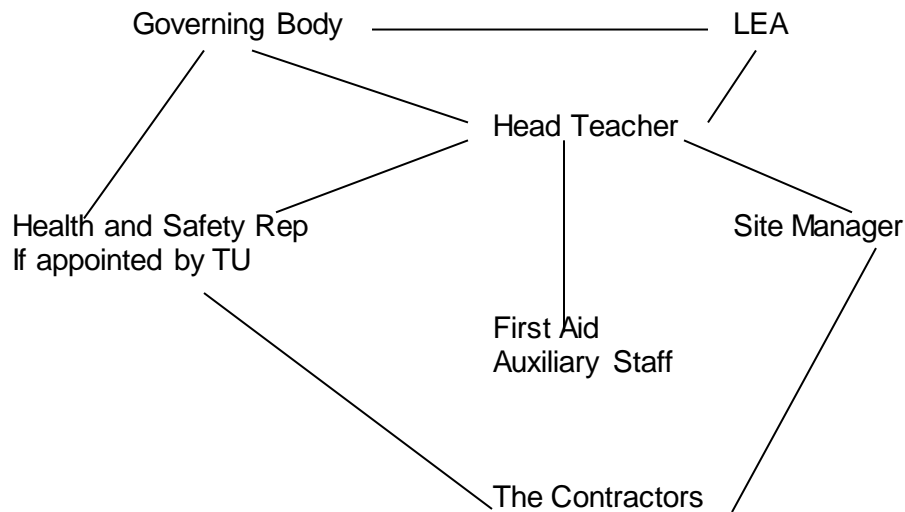 Governing Body LEA
Head Teacher
Health and Safety Rep Site Manager
If appointed by TU
First Aid
Auxiliary Staff
The Contractors